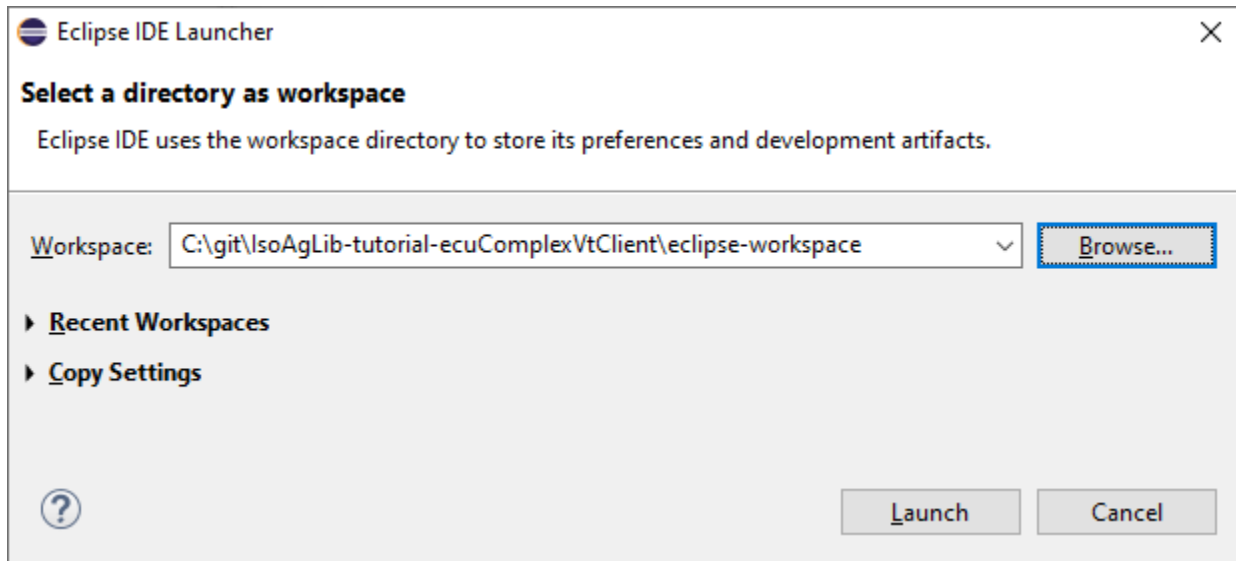 Eclipse IDE Launcher
Select a directory as workspace
Eclipse IDE uses the workspace directory to store its preferences and development artifacts.
Workspace: C:\git\IsoAgLib-tutorial-ecuComplexVtClient\eclipse-workspace Browse...
Recent Workspaces
Copy Settings
? Launch Cancel